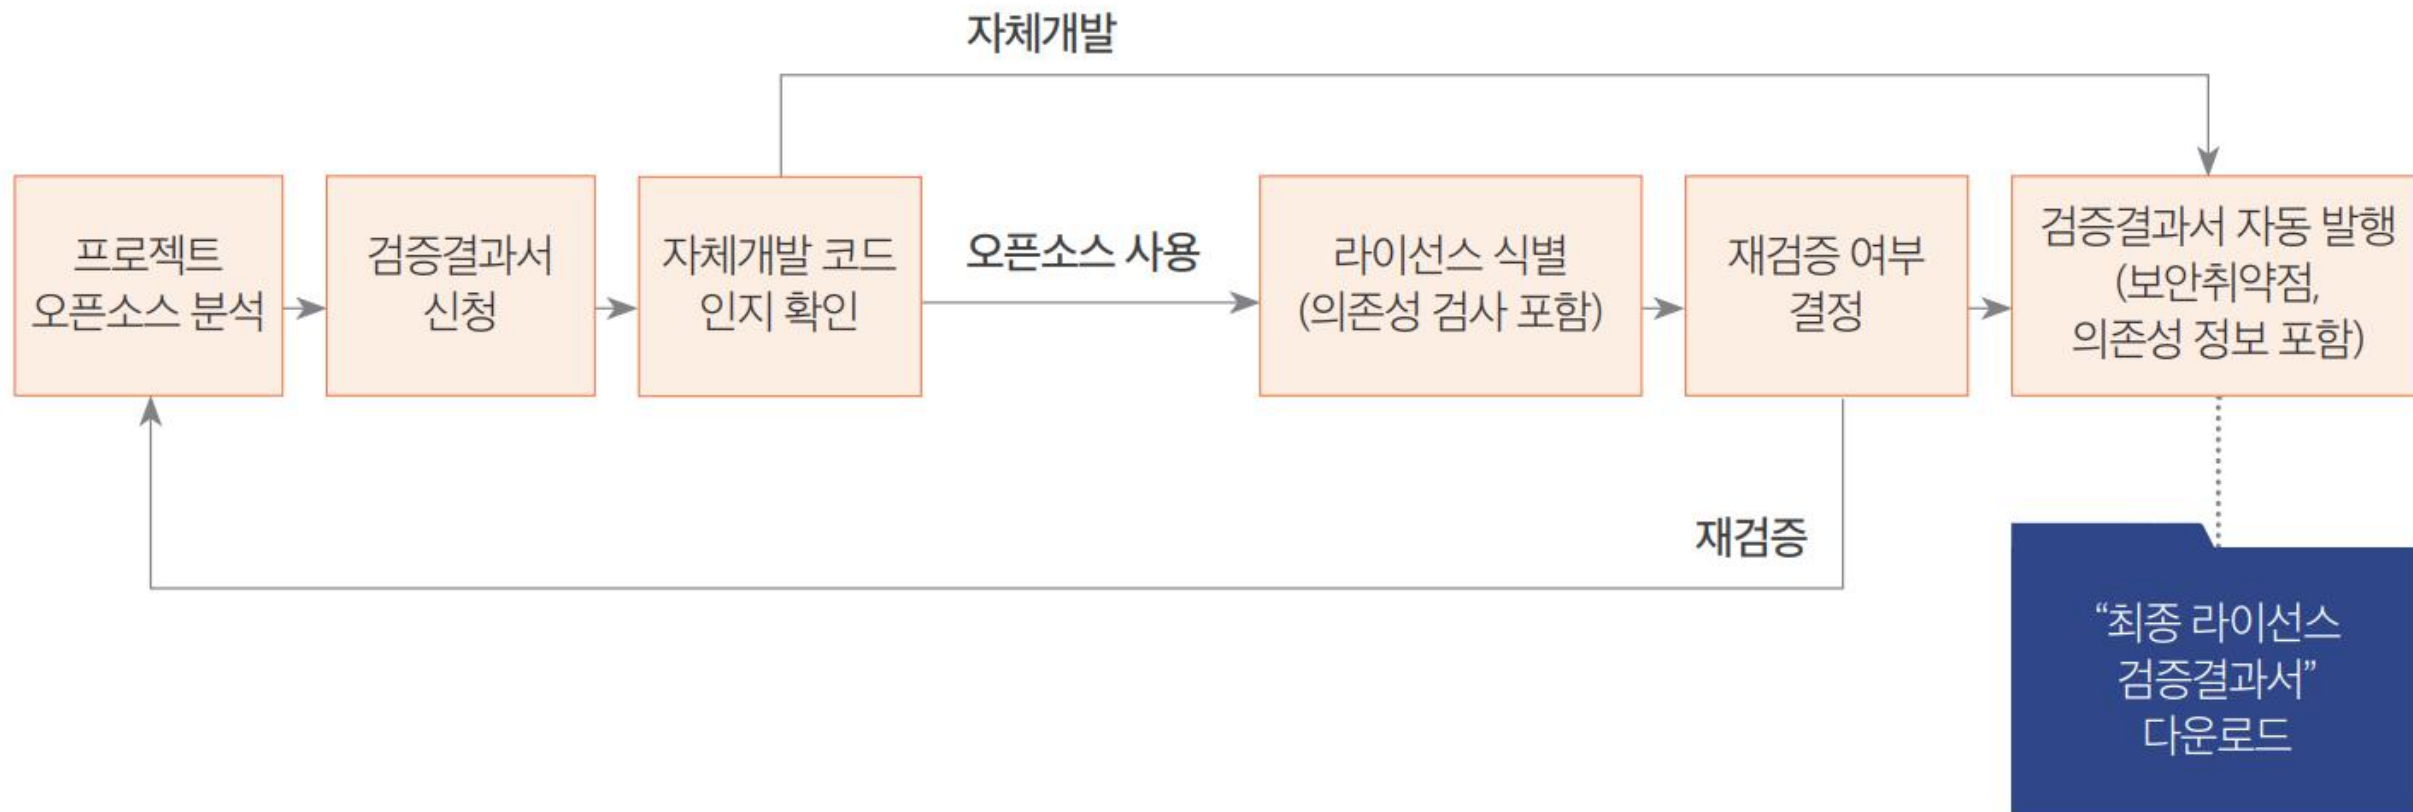 자체개발
프로젝트
오픈소스 분석
검증결과서
신청
자체개발 코드
인지 확인
오픈소스 사용
라이선스 식별
(의존성 검사 포함)
재검증 여부
결정
검증결과서 자동 발행
(보안취약점,
의존성 정보 포함)
재검증
“최종 라이선스
검증결과서”
다운로드